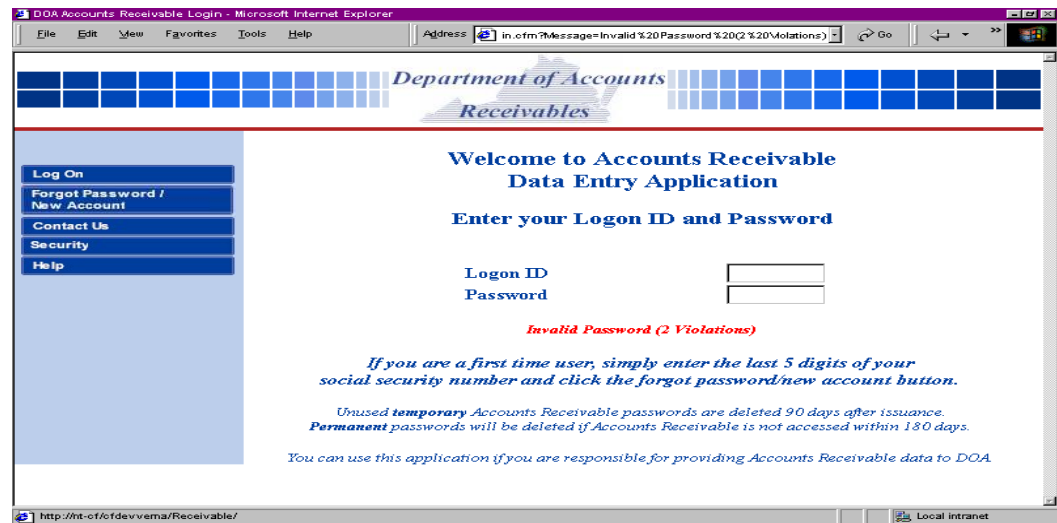 DOA Accounts Receivable Login - Microsoft Internet Explorer
File Edit View Favorites Tools Help Address in.cfm?Message=Invalid%20Password%20(2%20Violations) Go »
Department of Accounts
Receivables
Log On
Forgot Password /
New Account
Contact Us
Security
Help
Welcome to Accounts Receivable
Data Entry Application
Enter your Logon ID and Password
Logon ID
Password
Invalid Password (2 Violations)
If you are a first time user, simply enter the last 5 digits of your
social security number and click the forgot password/new account button.
Unused temporary Accounts Receivable passwords are deleted 90 days after issuance.
Permanent passwords will be deleted if Accounts Receivable is not accessed within 180 days.
You can use this application if you are responsible for providing Accounts Receivable data to DOA
http://nt-cf/cfdevverna/Receivable/ Local intranet